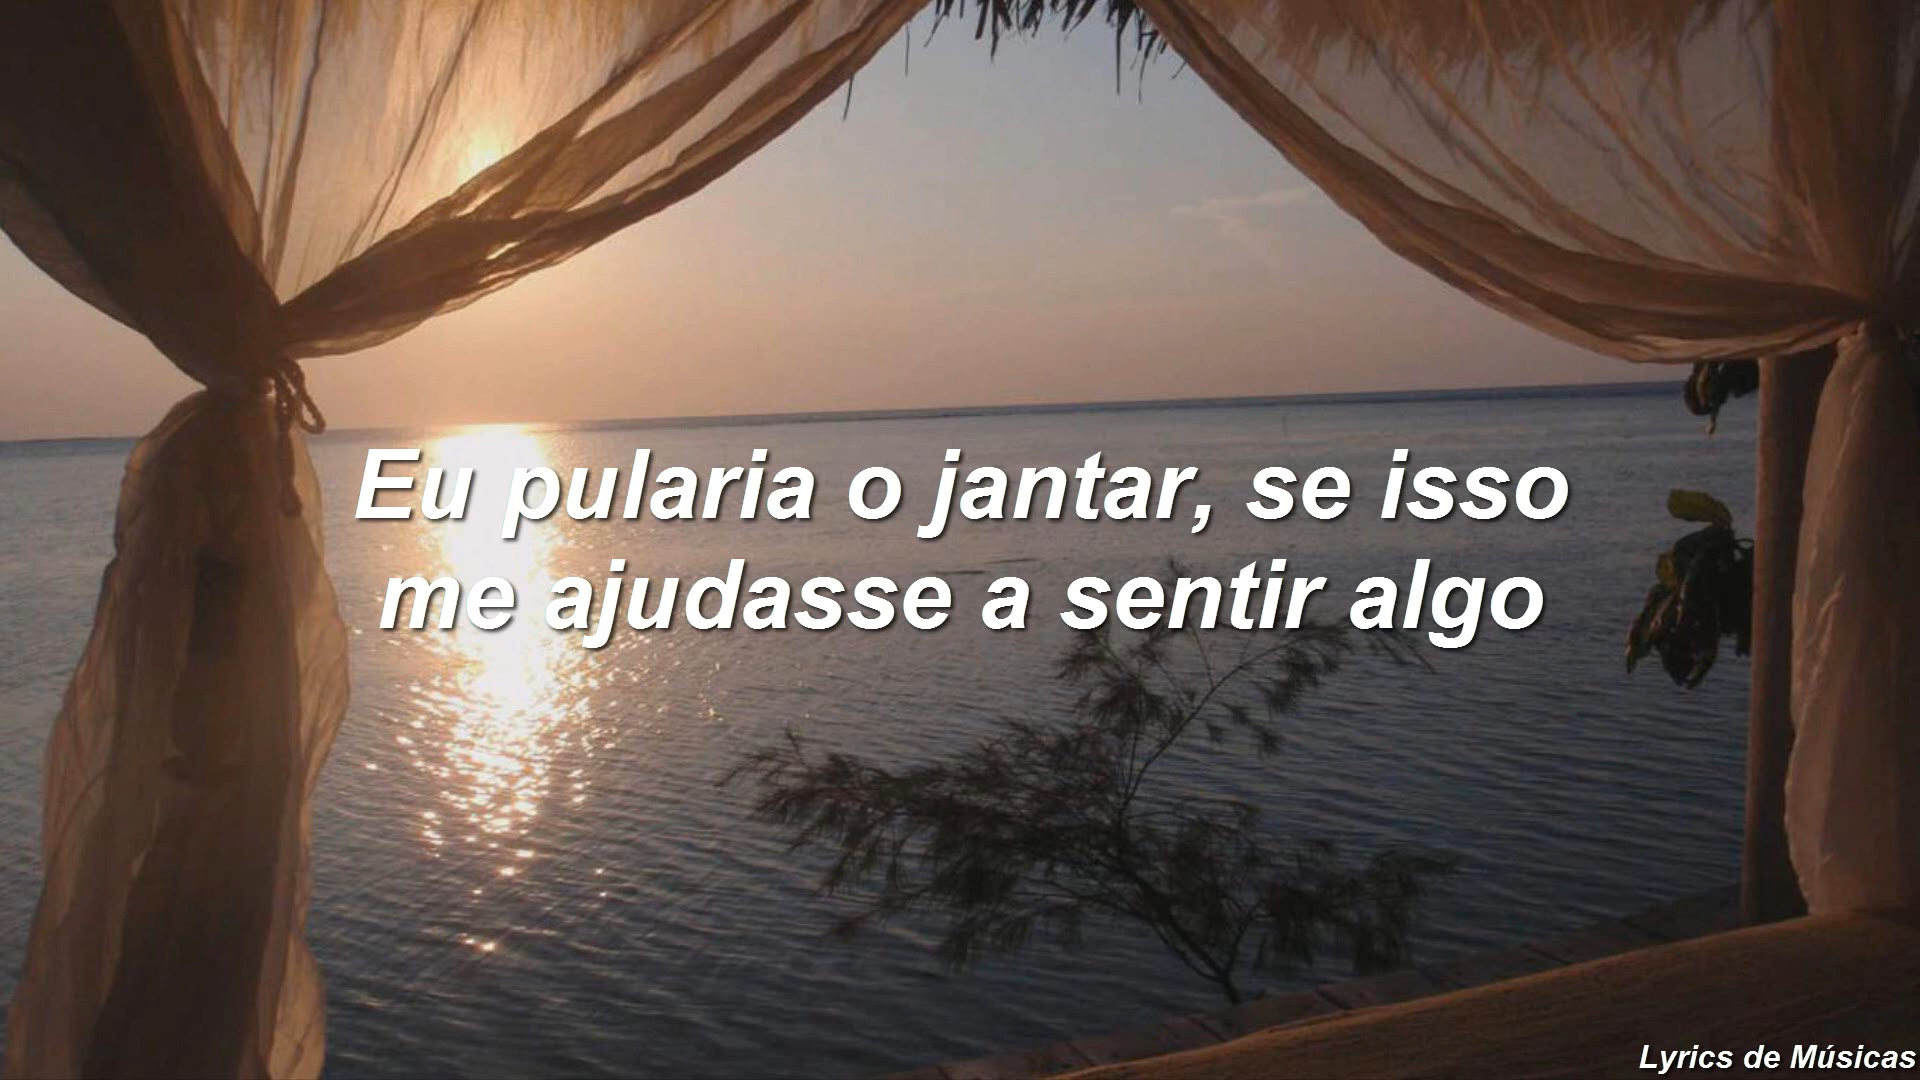 Eu pularia o jantar, se isso
me ajudasse a sentir algo
Lyrics de Músicas